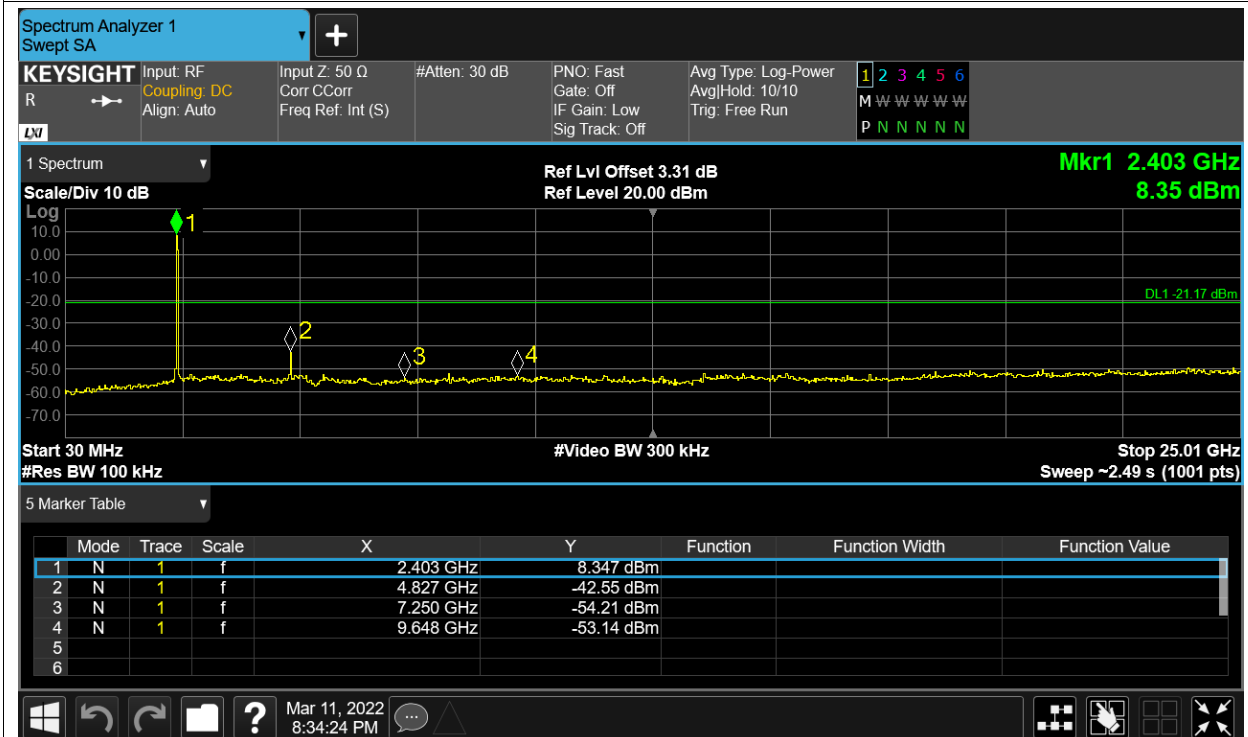 Spectrum Analyzer 1
Swept SA
+
KEYSIGHT
R
LXI
Input: RF
Coupling: DC
Align: Auto
Input Z: 50 Ω
Corr CCorr
Freq Ref: Int (S)
#Atten: 30 dB
PNO: Fast
Gate: Off
IF Gain: Low
Sig Track: Off
Avg Type: Log-Power
Avg|Hold: 10/10
Trig: Free Run
1 2 3 4 5 6
M W W W W W
P N N N N N
1 Spectrum
Scale/Div 10 dB
Ref Lvl Offset 3.31 dB
Ref Level 20.00 dBm
Mkr1 2.403 GHz
8.35 dBm
Log
10.0
0.00
-10.0
-20.0
-30.0
-40.0
-50.0
-60.0
-70.0
1
2
3
4
DL1 -21.17 dBm
Start 30 MHz
#Res BW 100 kHz
#Video BW 300 kHz
Stop 25.01 GHz
Sweep ~2.49 s (1001 pts)
5 Marker Table
Mode Trace Scale X Y Function Function Width Function Value
1 N 1 f 2.403 GHz 8.347 dBm
2 N 1 f 4.827 GHz -42.55 dBm
3 N 1 f 7.250 GHz -54.21 dBm
4 N 1 f 9.648 GHz -53.14 dBm
5
6
?
Mar 11, 2022
8:34:24 PM